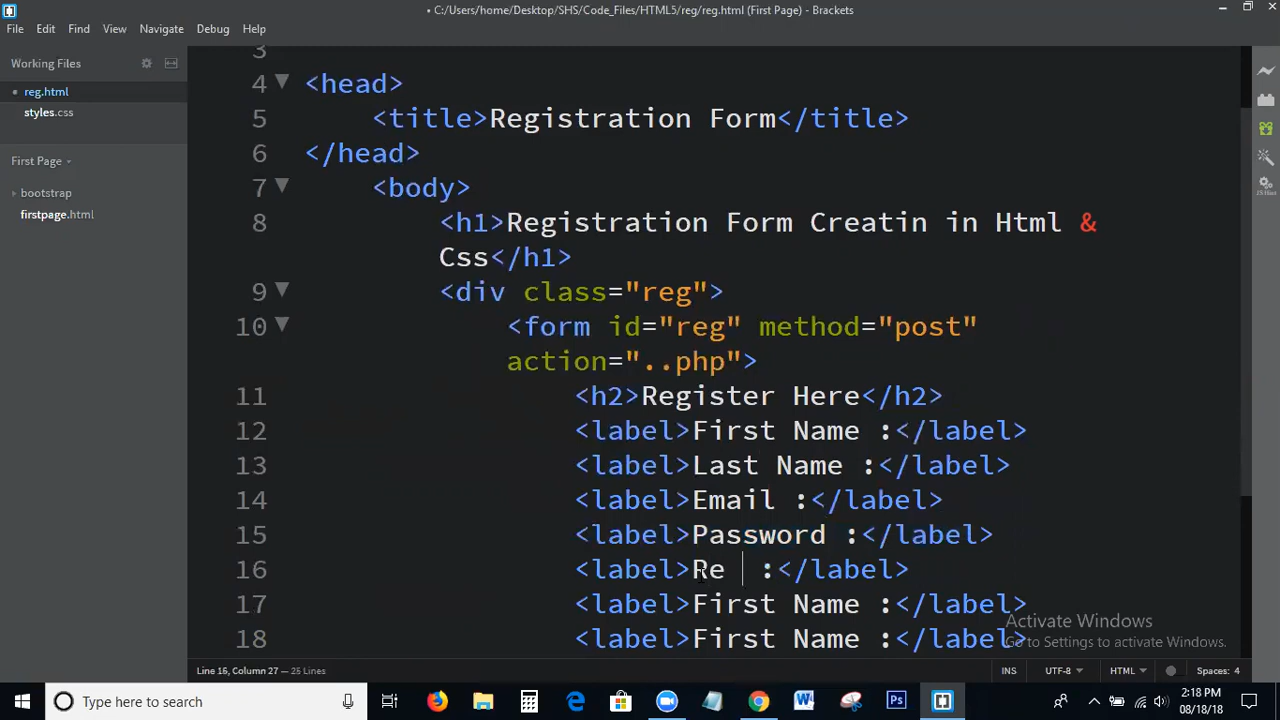 • C:/Users/home/Desktop/SHS/Code_Files/HTML5/reg/reg.html (First Page) - Brackets
File Edit Find View Navigate Debug Help
Working Files
• reg.html
styles.css
First Page
bootstrap
firstpage.html
3
4 <head>
5 <title>Registration Form</title>
6 </head>
7 <body>
8 <h1>Registration Form Creatin in Html &
Css</h1>
9 <div class="reg">
10 <form id="reg" method="post"
action="..php">
11 <h2>Register Here</h2>
12 <label>First Name :</label>
13 <label>Last Name :</label>
14 <label>Email :</label>
15 <label>Password :</label>
16 <label>Re  :</label>
17 <label>First Name :</label>
18 <label>First Name :</label>
Activate Windows
Go to Settings to activate Windows.
Line 16, Column 27 — 25 Lines
INS UTF-8 HTML Spaces: 4
Type here to search
2:18 PM
08/18/18